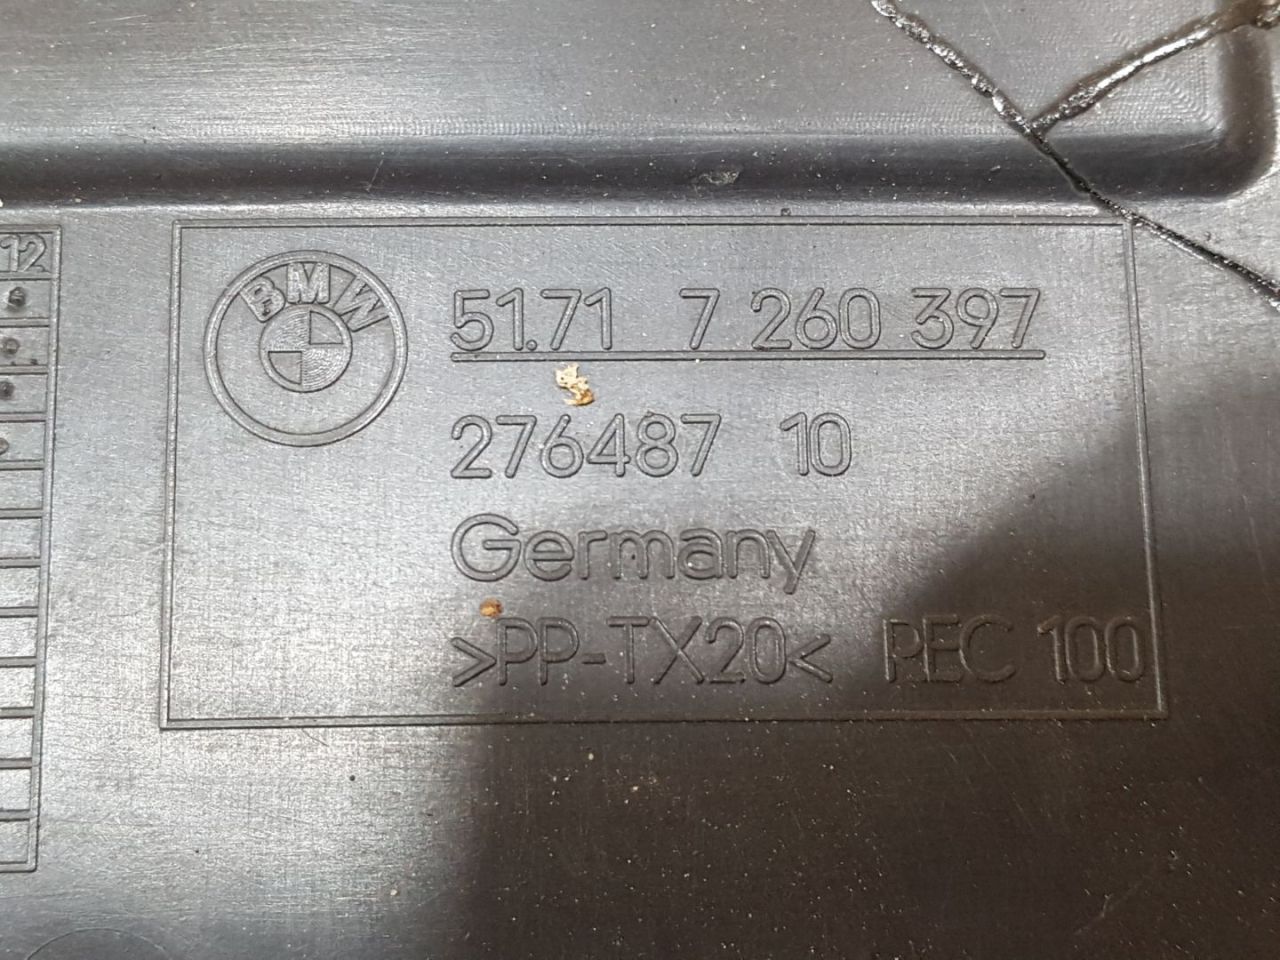 12
BMW
51.71 7 260 397
276487 10
Germany
>PP-TX20< REC 100